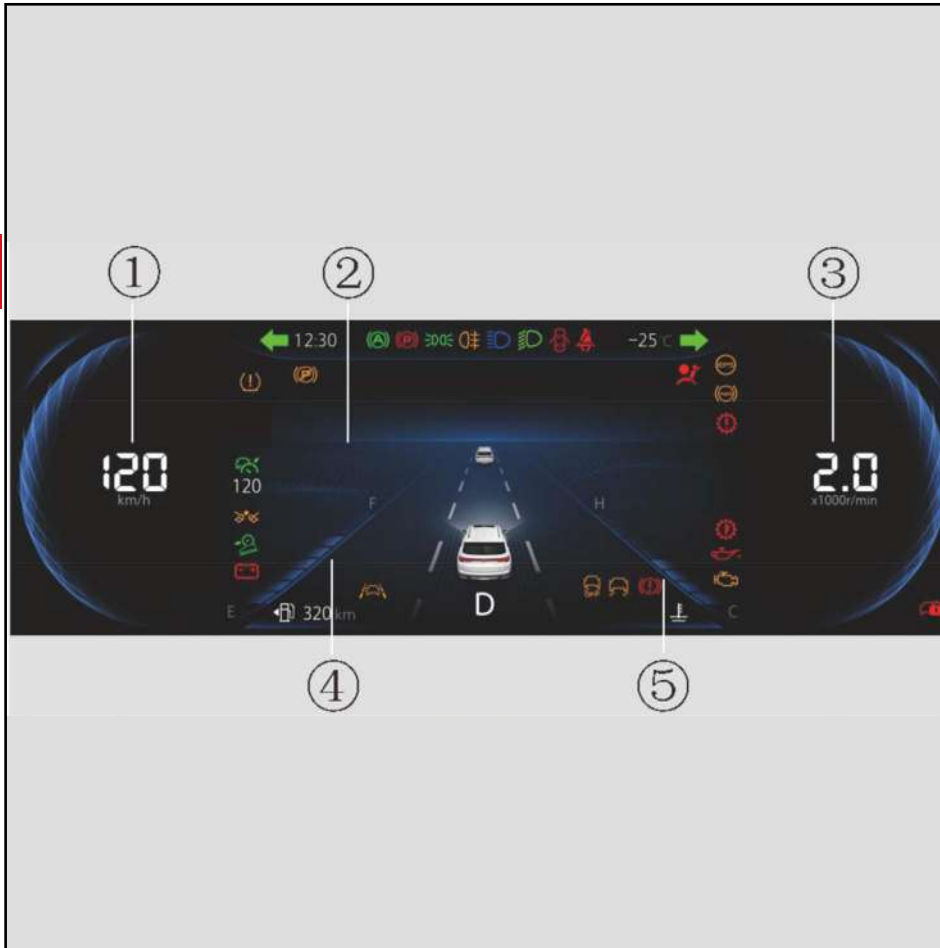 ① ② ③
12:30 -25 °C
120
km/h
120
F H
2.0
x1000r/min
E 320 km D C
④ ⑤